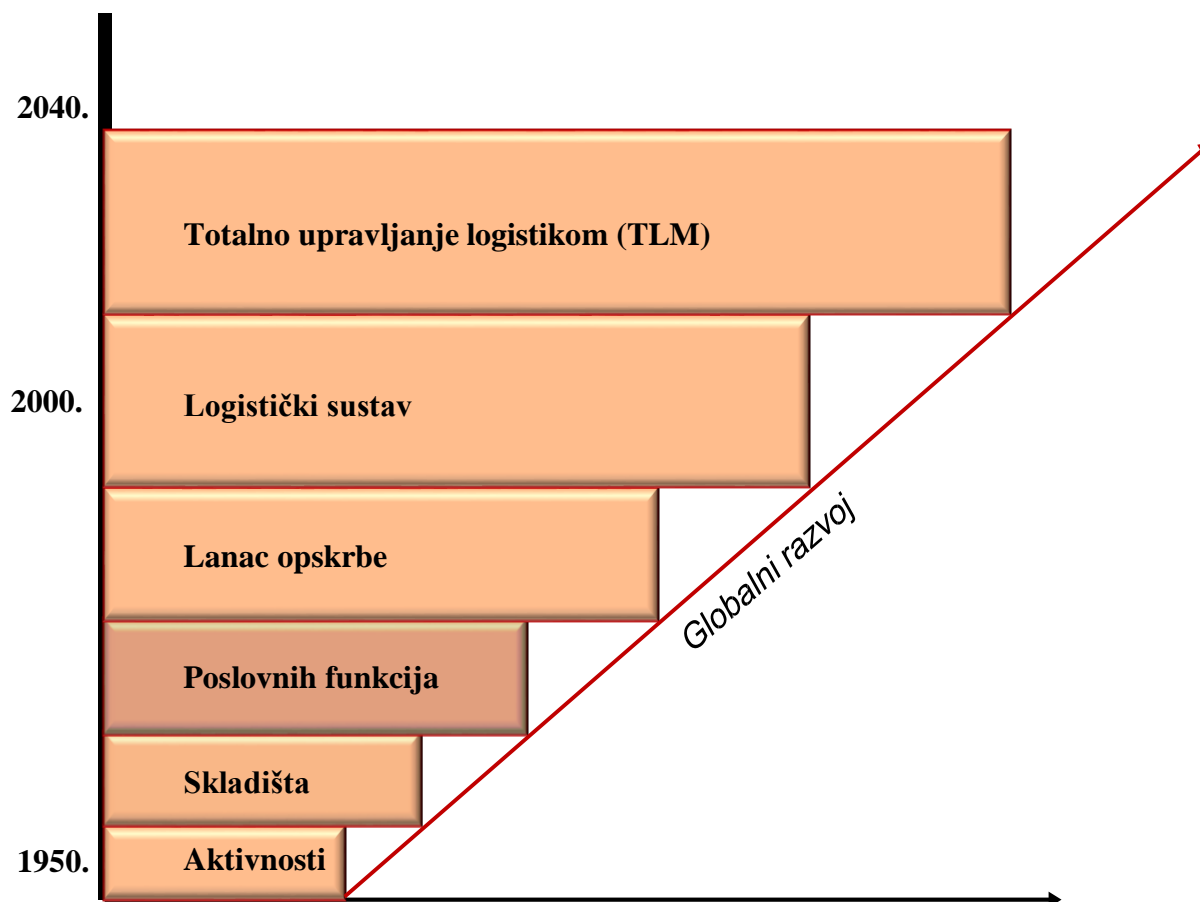 2040.
Totalno upravljanje logistikom (TLM)
2000.
Logistički sustav
Lanac opskrbe
Globalni razvoj
Poslovnih funkcija
Skladišta
1950.
Aktivnosti